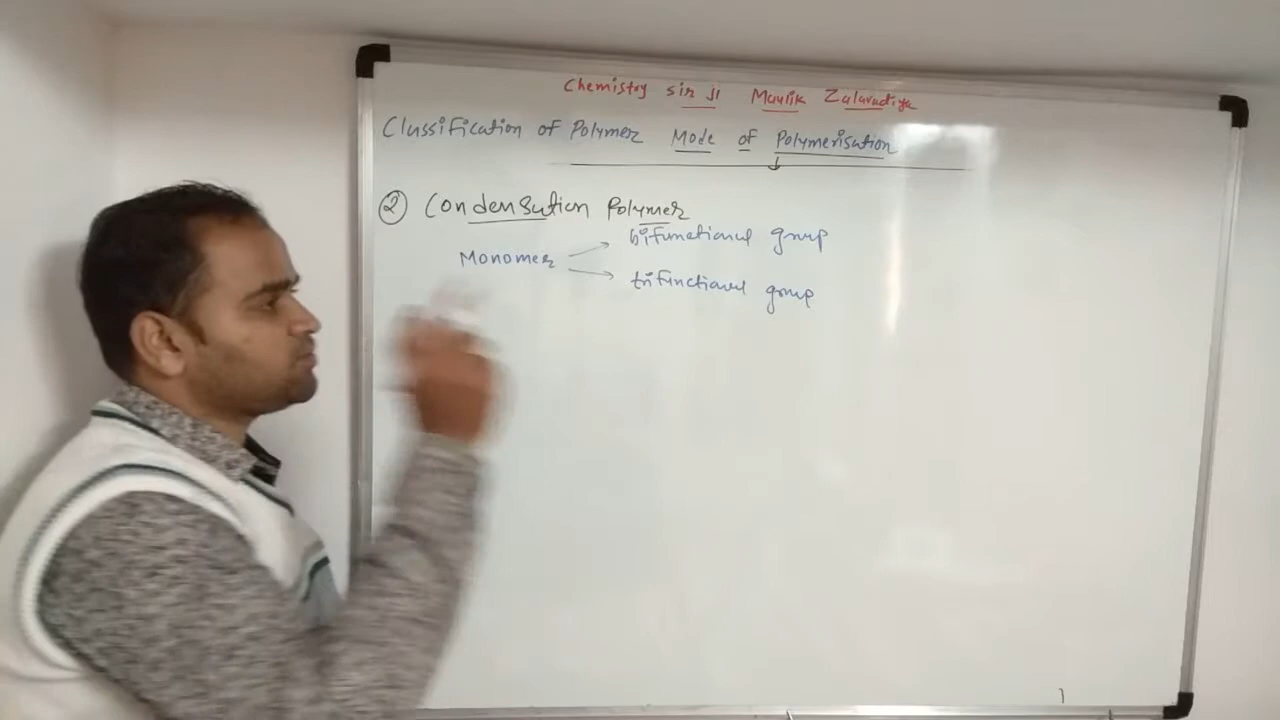 Chemistry sir ji Maulik Zalavadiya
Classification of Polymer Mode of Polymerisation
② Condensation Polymer
bifunctional group
Monomer
trifunctional group